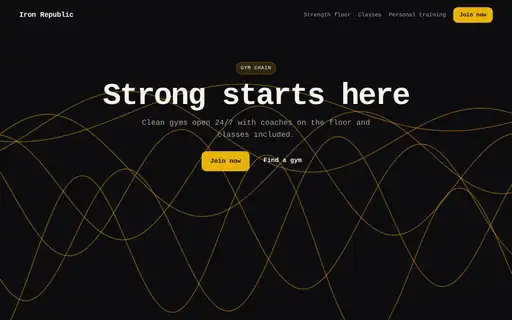 Iron Republic
Strength floor Classes Personal training Join now
GYM CHAIN
Strong starts here
Clean gyms open 24/7 with coaches on the floor and
classes included.
Join now Find a gym